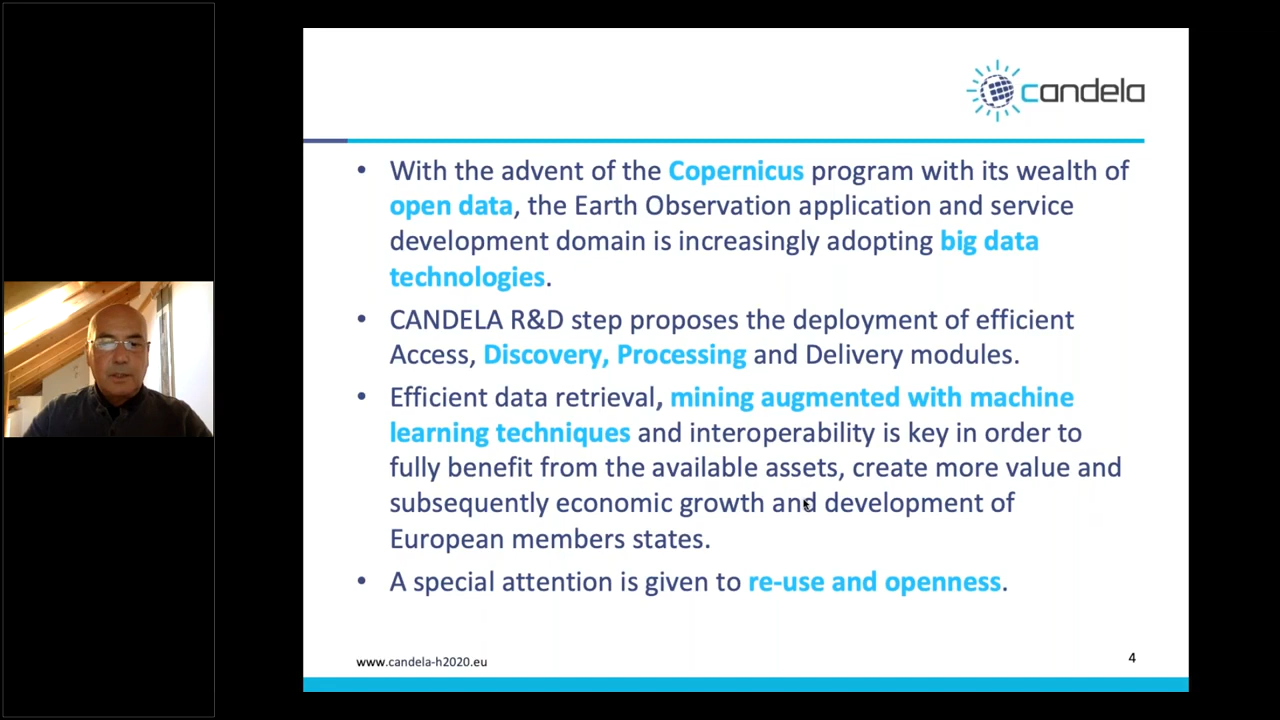 candela
• With the advent of the Copernicus program with its wealth of
open data, the Earth Observation application and service
development domain is increasingly adopting big data
technologies.
• CANDELA R&D step proposes the deployment of efficient
Access, Discovery, Processing and Delivery modules.
• Efficient data retrieval, mining augmented with machine
learning techniques and interoperability is key in order to
fully benefit from the available assets, create more value and
subsequently economic growth and development of
European members states.
• A special attention is given to re-use and openness.
www.candela-h2020.eu
4